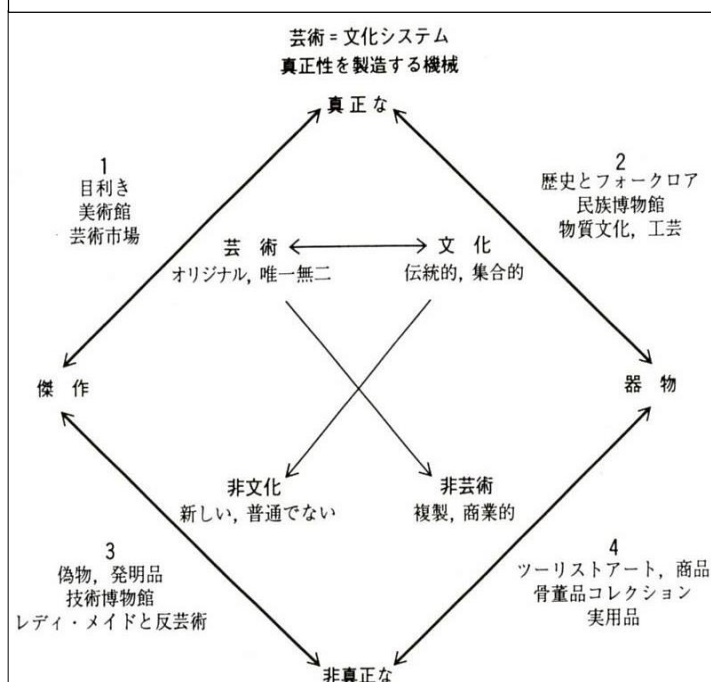 芸術＝文化システム
真正性を製造する機械
真正な
1
目利き
美術館
芸術市場
2
歴史とフォークロア
民族博物館
物質文化，工芸
芸術
オリジナル，唯一無二
文化
伝統的，集合的
傑作
器物
非文化
新しい，普通でない
非芸術
複製，商業的
3
偽物，発明品
技術博物館
レディ・メイドと反芸術
4
ツーリストアート，商品
骨董品コレクション
実用品
非真正な